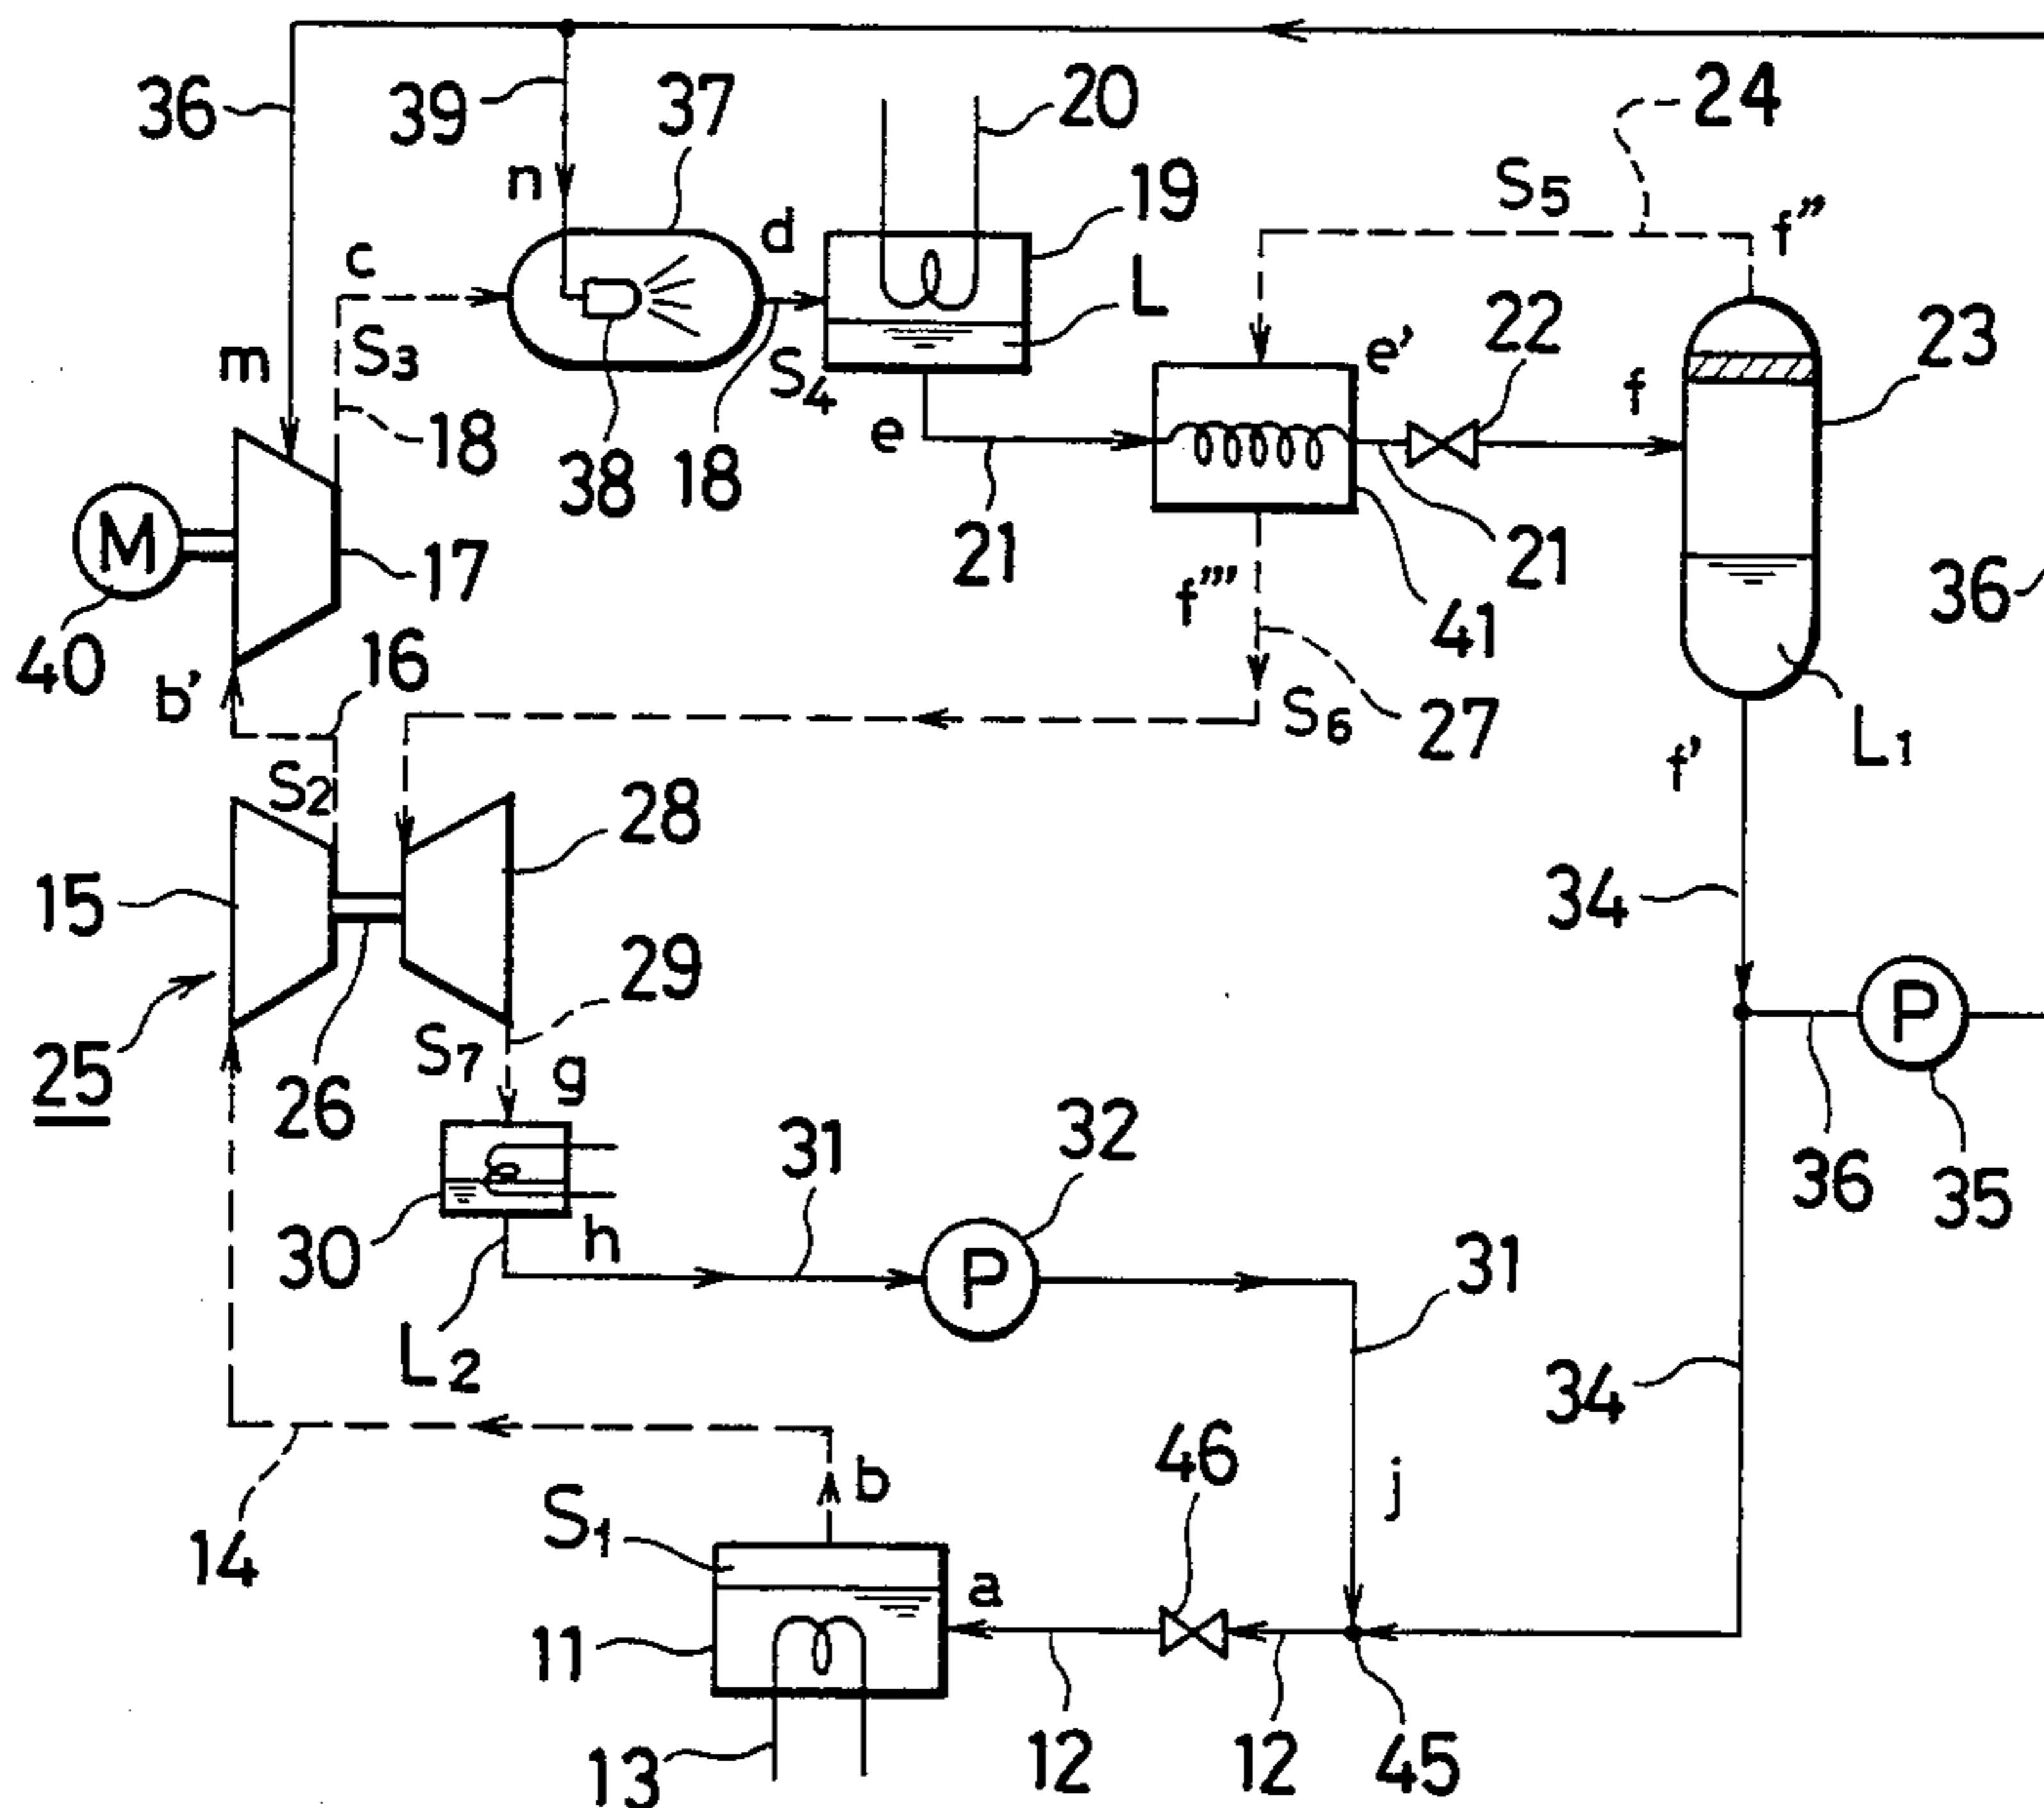 36
39
37
20
24
n
d
19
S5
f″
c
L
22
23
S3
m
S4
e'
f
18
e
38
18
M
17
21
21
36
f‴
41
40
b'
16
S6
27
L1
S2
f'
28
15
34
29
P
S7
g
25
26
31
32
36
35
30
h
P
31
L2
34
46
b
j
S1
14
a
11
13
12
12
45